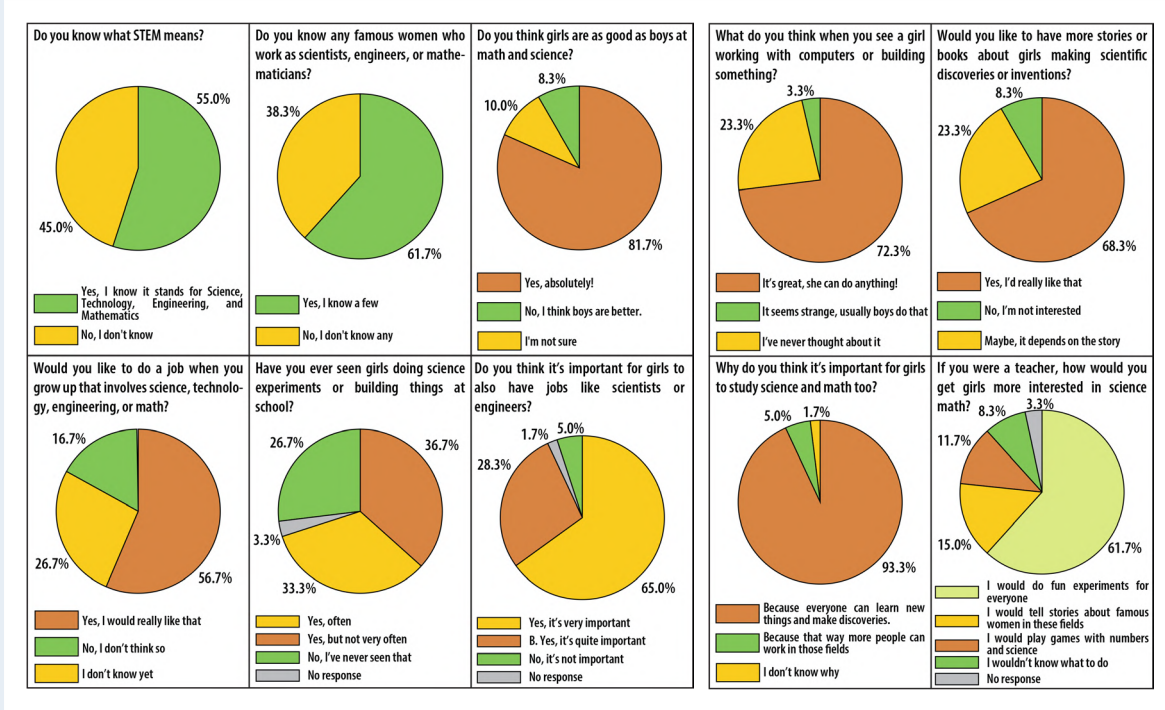 Do you know what STEM means?
55.0%
45.0%
Yes, I know it stands for Science,
Technology, Engineering, and
Mathematics
No, I don't know
Do you know any famous women who
work as scientists, engineers, or mathe-
maticians?
38.3%
61.7%
Yes, I know a few
No, I don't know any
Do you think girls are as good as boys at
math and science?
8.3%
10.0%
81.7%
Yes, absolutely!
No, I think boys are better.
I'm not sure
What do you think when you see a girl
working with computers or building
something?
3.3%
23.3%
72.3%
It's great, she can do anything!
It seems strange, usually boys do that
I've never thought about it
Would you like to have more stories or
books about girls making scientific
discoveries or inventions?
8.3%
23.3%
68.3%
Yes, I'd really like that
No, I'm not interested
Maybe, it depends on the story
Would you like to do a job when you
grow up that involves science, technolo-
gy, engineering, or math?
16.7%
26.7%
56.7%
Yes, I would really like that
No, I don't think so
I don't know yet
Have you ever seen girls doing science
experiments or building things at
school?
26.7%
36.7%
3.3%
33.3%
Yes, often
Yes, but not very often
No, I've never seen that
No response
Do you think it's important for girls to
also have jobs like scientists or
engineers?
1.7%
5.0%
28.3%
65.0%
Yes, it's very important
B. Yes, it's quite important
No, it's not important
No response
Why do you think it's important for girls
to study science and math too?
5.0%
1.7%
93.3%
Because everyone can learn new
things and make discoveries.
Because that way more people can
work in those fields
I don't know why
If you were a teacher, how would you
get girls more interested in science
math?
8.3%
3.3%
11.7%
15.0%
61.7%
I would do fun experiments for
everyone
I would tell stories about famous
women in these fields
I would play games with numbers
and science
I wouldn't know what to do
No response